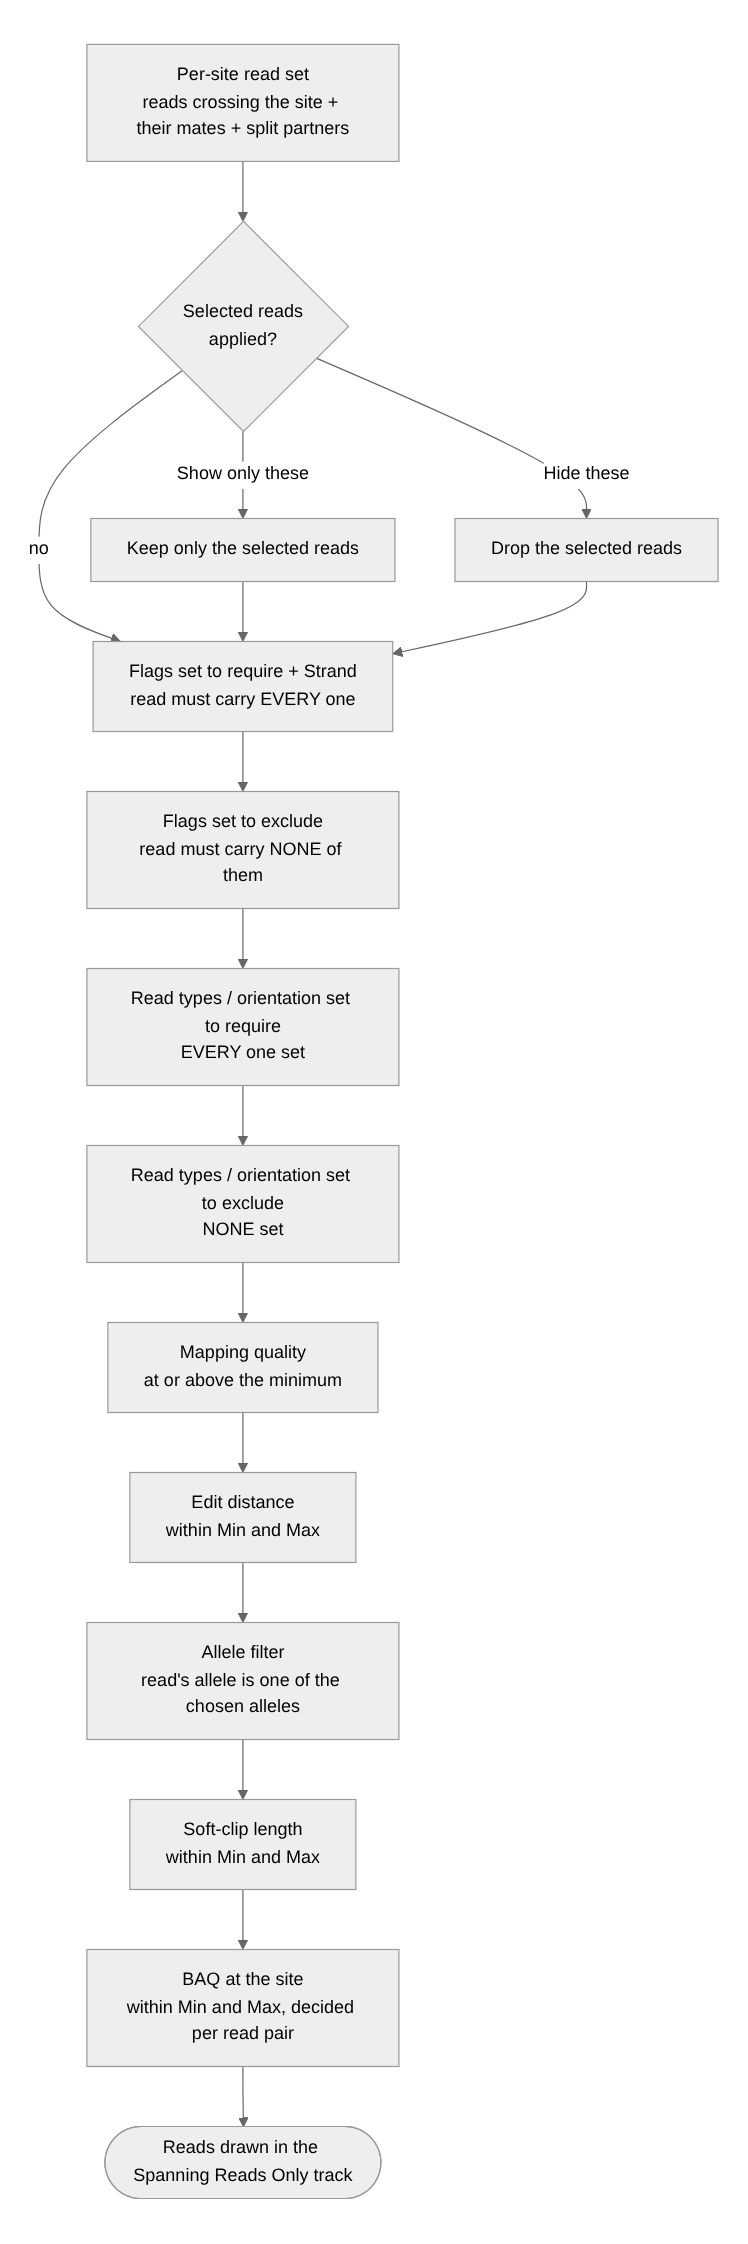 Per-site read set
reads crossing the site +
their mates + split partners
Selected reads
applied?
Show only these
Hide these
no
Keep only the selected reads
Drop the selected reads
Flags set to require + Strand
read must carry EVERY one
Flags set to exclude
read must carry NONE of
them
Read types / orientation set
to require
EVERY one set
Read types / orientation set
to exclude
NONE set
Mapping quality
at or above the minimum
Edit distance
within Min and Max
Allele filter
read's allele is one of the
chosen alleles
Soft-clip length
within Min and Max
BAQ at the site
within Min and Max, decided
per read pair
Reads drawn in the
Spanning Reads Only track